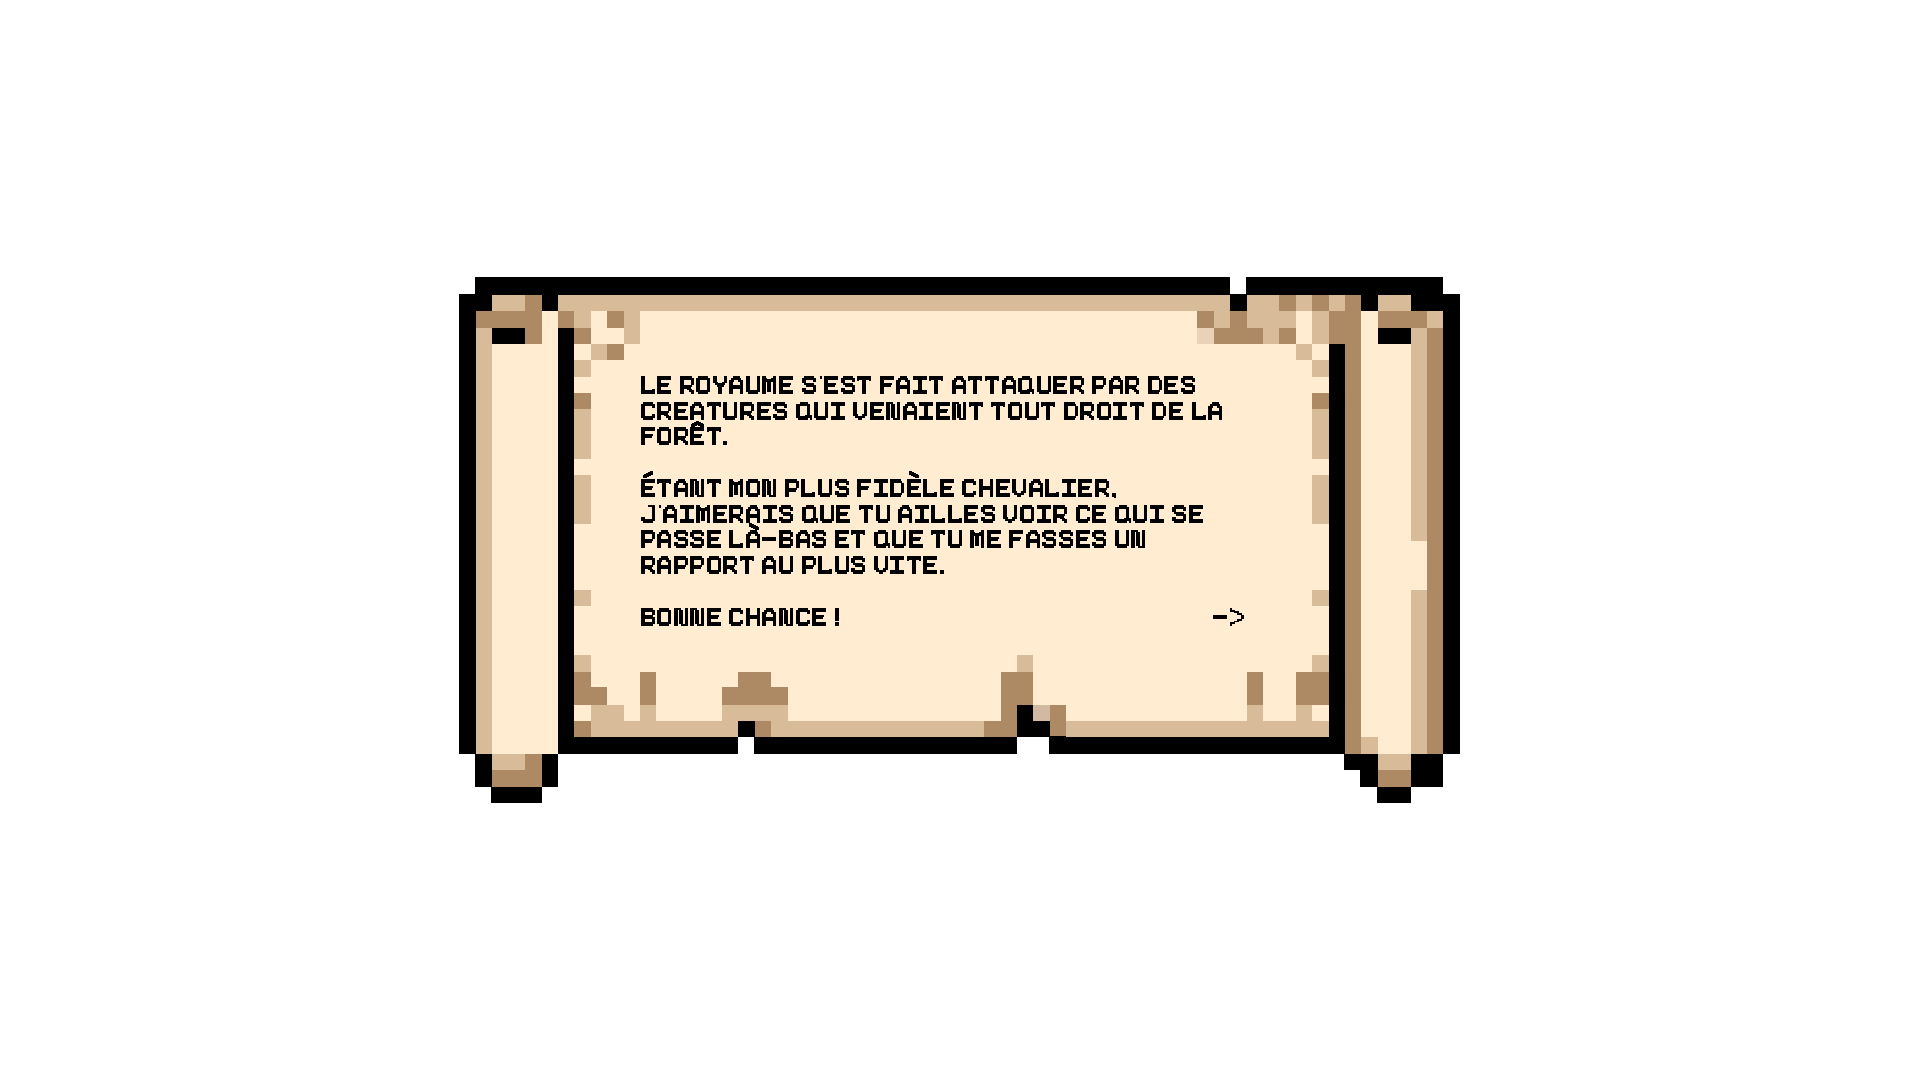 LE ROYAUME S'EST FAIT ATTAQUER PAR DES
CREATURES QUI VENAIENT TOUT DROIT DE LA
FORÊT.
ÉTANT MON PLUS FIDÈLE CHEVALIER,
J'AIMERAIS QUE TU AILLES VOIR CE QUI SE
PASSE LÀ-BAS ET QUE TU ME FASSES UN
RAPPORT AU PLUS VITE.
BONNE CHANCE ! ->